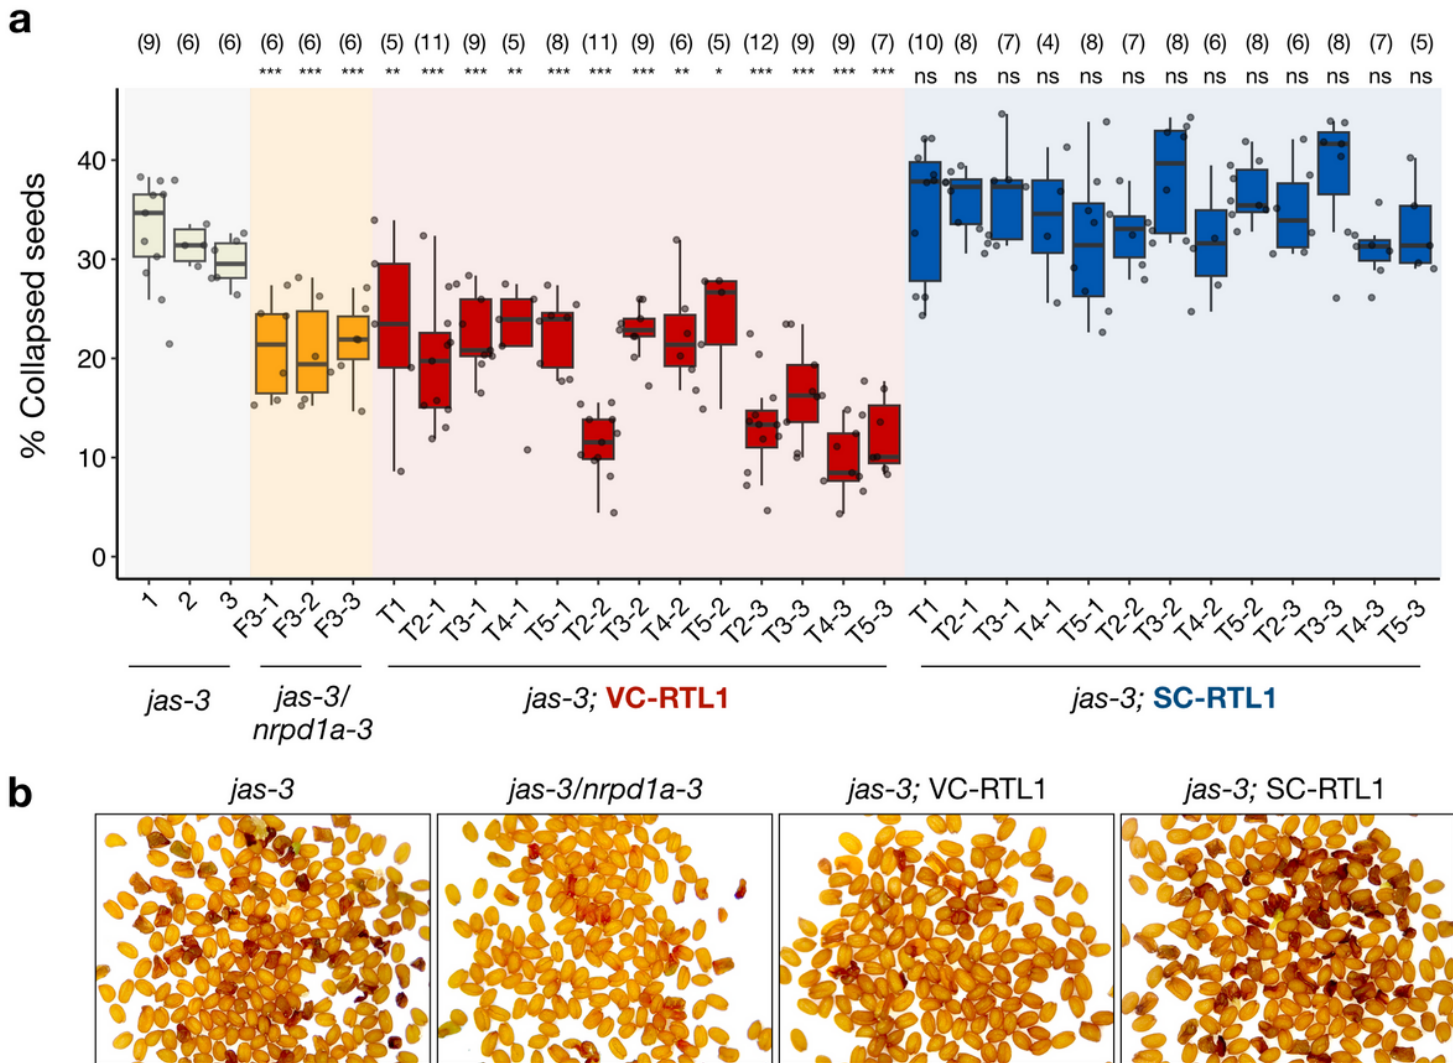 a
(9) (6) (6) (6) (6) (6) (5) (11) (9) (5) (8) (11) (9) (6) (5) (12) (9) (9) (7) (10) (8) (7) (4) (8) (7) (8) (6) (8) (6) (8) (7) (5)
*** *** *** ** *** *** ** *** *** *** ** * *** *** *** *** ns ns ns ns ns ns ns ns ns ns ns ns ns
% Collapsed seeds
40
30
20
10
0
1 2 3 F3-1 F3-2 F3-3 T1 T2-1 T3-1 T4-1 T5-1 T2-2 T3-2 T4-2 T5-2 T2-3 T3-3 T4-3 T5-3 T1 T2-1 T3-1 T4-1 T5-1 T2-2 T3-2 T4-2 T5-2 T2-3 T3-3 T4-3 T5-3
jas-3 jas-3/ jas-3; VC-RTL1 jas-3; SC-RTL1
nrpd1a-3
b
jas-3 jas-3/nrpd1a-3 jas-3; VC-RTL1 jas-3; SC-RTL1